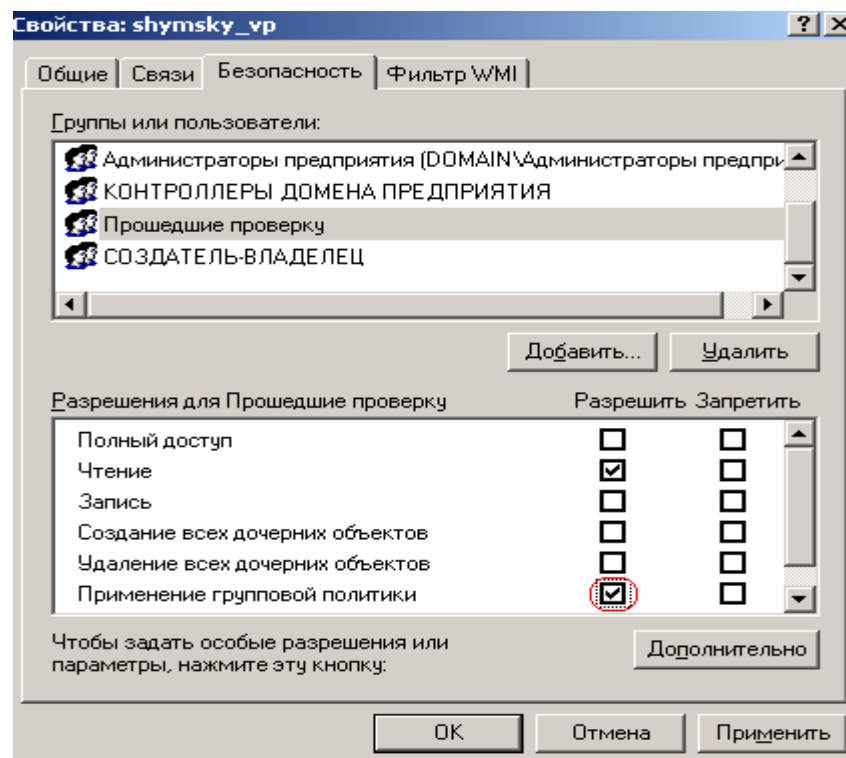 Свойства: shymsky_vp
Общие Связи Безопасность Фильтр WMI
Группы или пользователи:
Администраторы предприятия (DOMAIN\Администраторы предпри
КОНТРОЛЛЕРЫ ДОМЕНА ПРЕДПРИЯТИЯ
Прошедшие проверку
СОЗДАТЕЛЬ-ВЛАДЕЛЕЦ
Добавить... Удалить
Разрешения для Прошедшие проверку Разрешить Запретить
Полный доступ
Чтение
Запись
Создание всех дочерних объектов
Удаление всех дочерних объектов
Применение групповой политики
Чтобы задать особые разрешения или
параметры, нажмите эту кнопку:
Дополнительно
ОК Отмена Применить